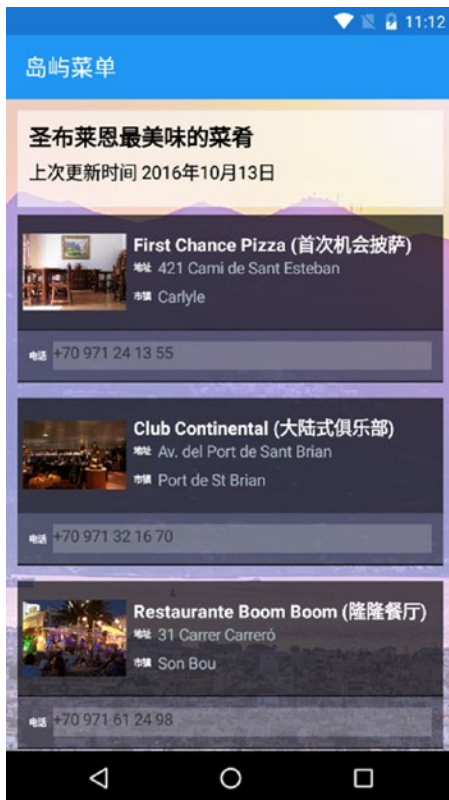 11:12
岛屿菜单
圣布莱恩最美味的菜肴
上次更新时间 2016年10月13日
First Chance Pizza (首次机会披萨)
地址 421 Cami de Sant Esteban
市镇 Carlyle
电话 +70 971 24 13 55
Club Continental (大陆式俱乐部)
地址 Av. del Port de Sant Brian
市镇 Port de St Brian
电话 +70 971 32 16 70
Restaurante Boom Boom (隆隆餐厅)
地址 31 Carrer Carreró
市镇 Son Bou
电话 +70 971 61 24 98